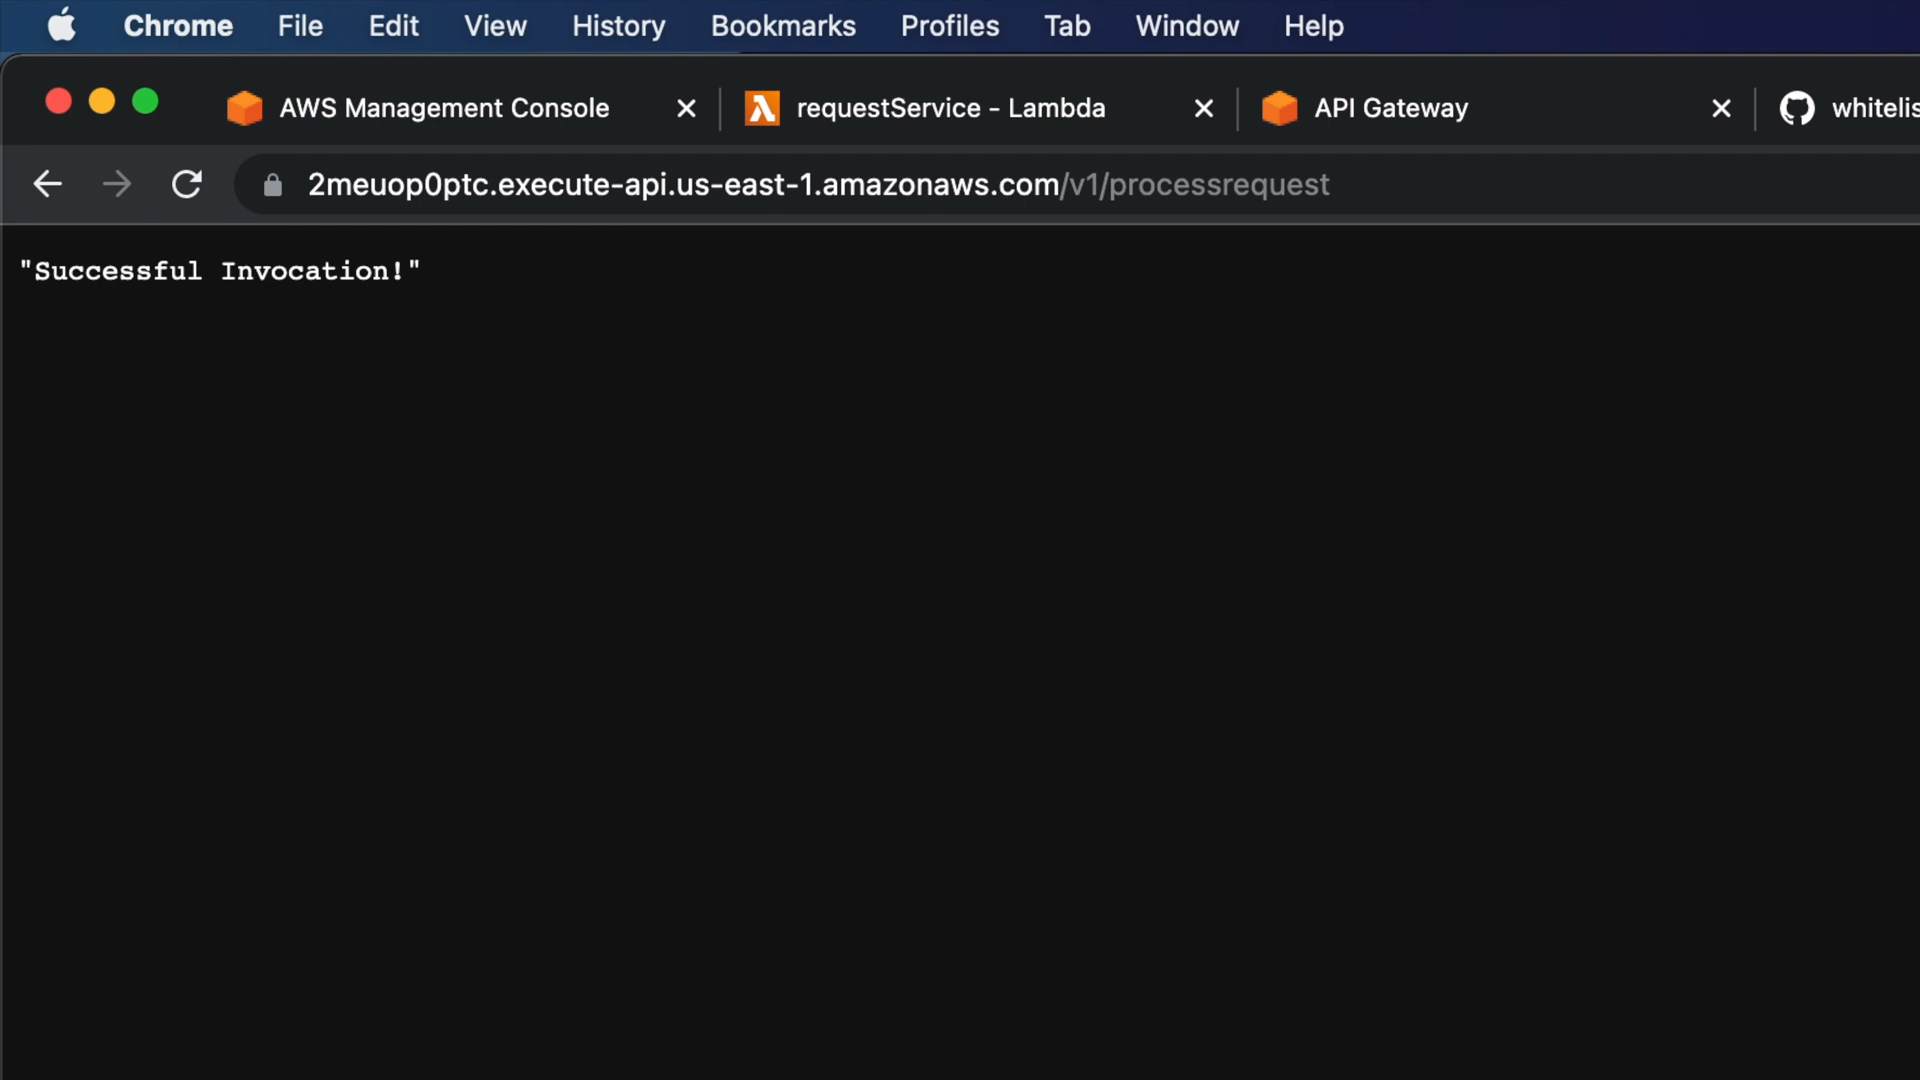 Chrome File Edit View History Bookmarks Profiles Tab Window Help
AWS Management Console requestService - Lambda API Gateway whitelis
2meuop0ptc.execute-api.us-east-1.amazonaws.com/v1/processrequest
"Successful Invocation!"